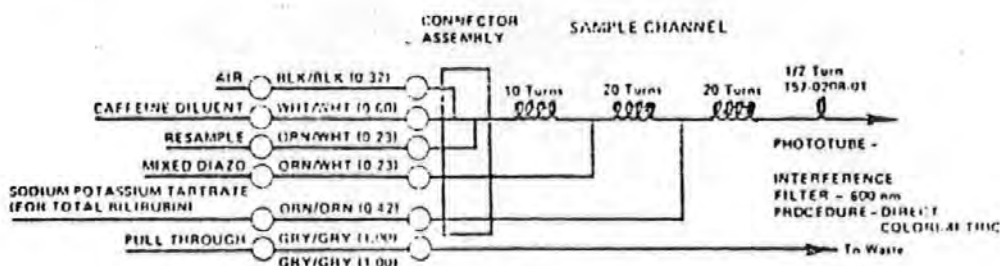 CONNECTOR
ASSEMBLY
SAMPLE CHANNEL
AIR BLK/BLK (0.32)
CAFFEINE DILUENT WHT/WHT (0.60)
RESAMPLE ORN/WHT (0.23)
MIXED DIAZO ORN/WHT (0.23)
SODIUM POTASSIUM TARTRATE
(FOR TOTAL BILIRUBIN) ORN/ORN (0.42)
PULL THROUGH GRY/GRY (1.00)
GRY/GRY (1.00)
10 Turns
20 Turns
20 Turns
1/2 Turn
157-0208-01
PHOTOTUBE -
INTERFERENCE
FILTER - 600 nm
PROCEDURE - DIRECT
COLORI-METRIC
To Waste